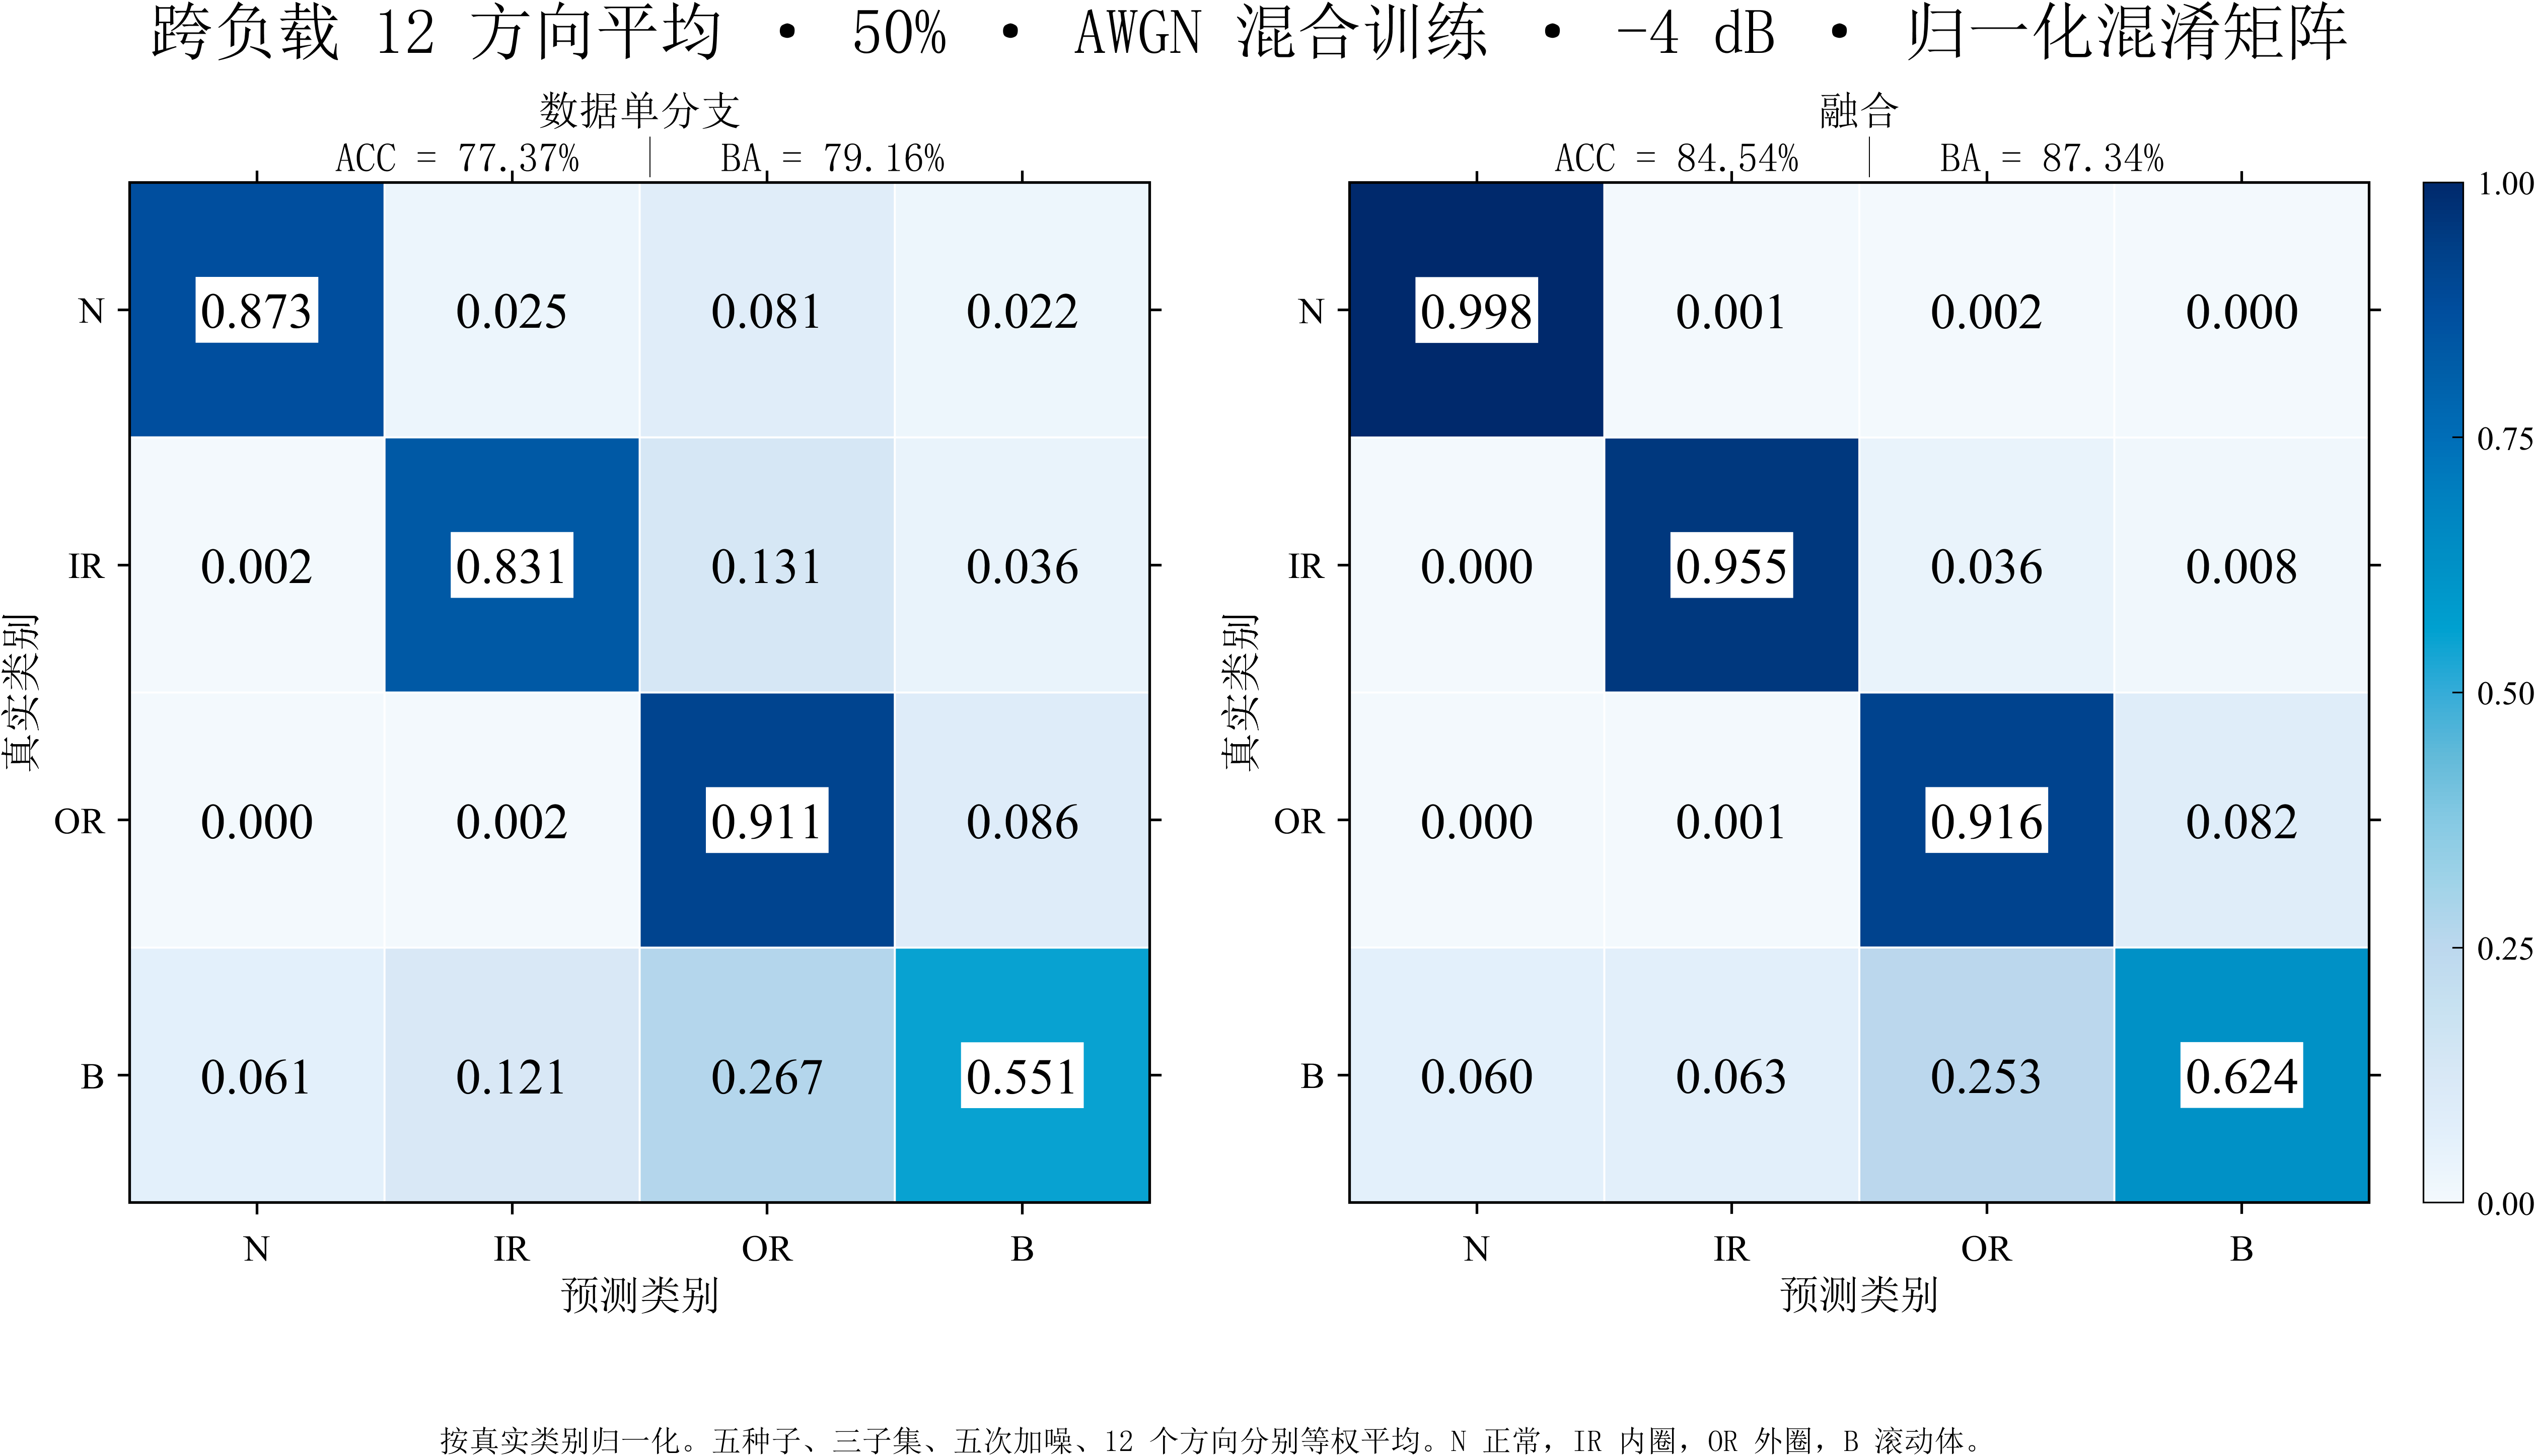 跨负载 12 方向平均 • 50% • AWGN 混合训练 • -4 dB • 归一化混淆矩阵
数据单分支
ACC = 77.37% | BA = 79.16%
N 0.873 0.025 0.081 0.022
IR 0.002 0.831 0.131 0.036
OR 0.000 0.002 0.911 0.086
B 0.061 0.121 0.267 0.551
N IR OR B
真实类别
预测类别
融合
ACC = 84.54% | BA = 87.34%
N 0.998 0.001 0.002 0.000
IR 0.000 0.955 0.036 0.008
OR 0.000 0.001 0.916 0.082
B 0.060 0.063 0.253 0.624
N IR OR B
真实类别
预测类别
1.00
0.75
0.50
0.25
0.00
按真实类别归一化。五种子、三子集、五次加噪、12 个方向分别等权平均。N 正常，IR 内圈，OR 外圈，B 滚动体。